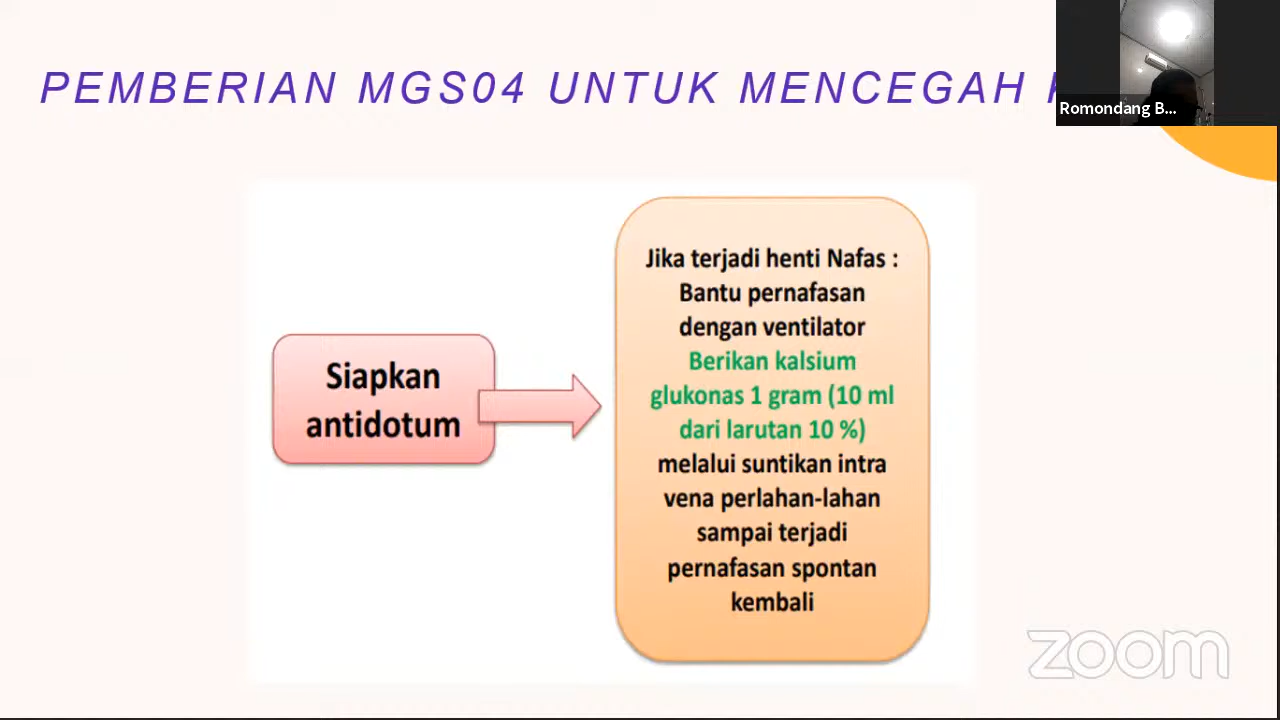 PEMBERIAN MGS04 UNTUK MENCEGAH
Romondang B...
Siapkan
antidotum
Jika terjadi henti Nafas :
Bantu pernafasan
dengan ventilator
Berikan kalsium
glukonas 1 gram (10 ml
dari larutan 10 %)
melalui suntikan intra
vena perlahan-lahan
sampai terjadi
pernafasan spontan
kembali
zoom